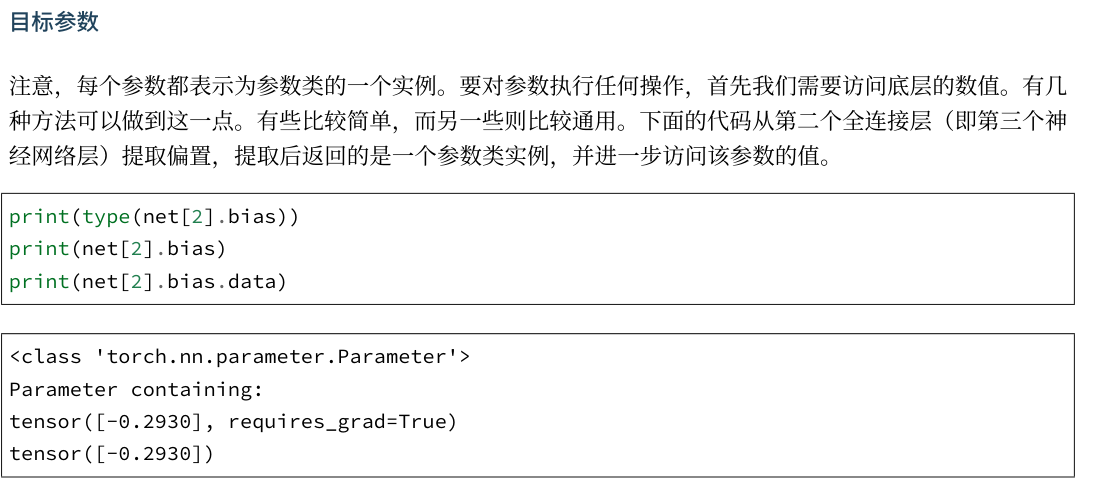 目标参数
注意，每个参数都表示为参数类的一个实例。要对参数执行任何操作，首先我们需要访问底层的数值。有几
种方法可以做到这一点。有些比较简单，而另一些则比较通用。下面的代码从第二个全连接层（即第三个神
经网络层）提取偏置，提取后返回的是一个参数类实例，并进一步访问该参数的值。
print(type(net[2].bias))
print(net[2].bias)
print(net[2].bias.data)
<class 'torch.nn.parameter.Parameter'>
Parameter containing:
tensor([-0.2930], requires_grad=True)
tensor([-0.2930])